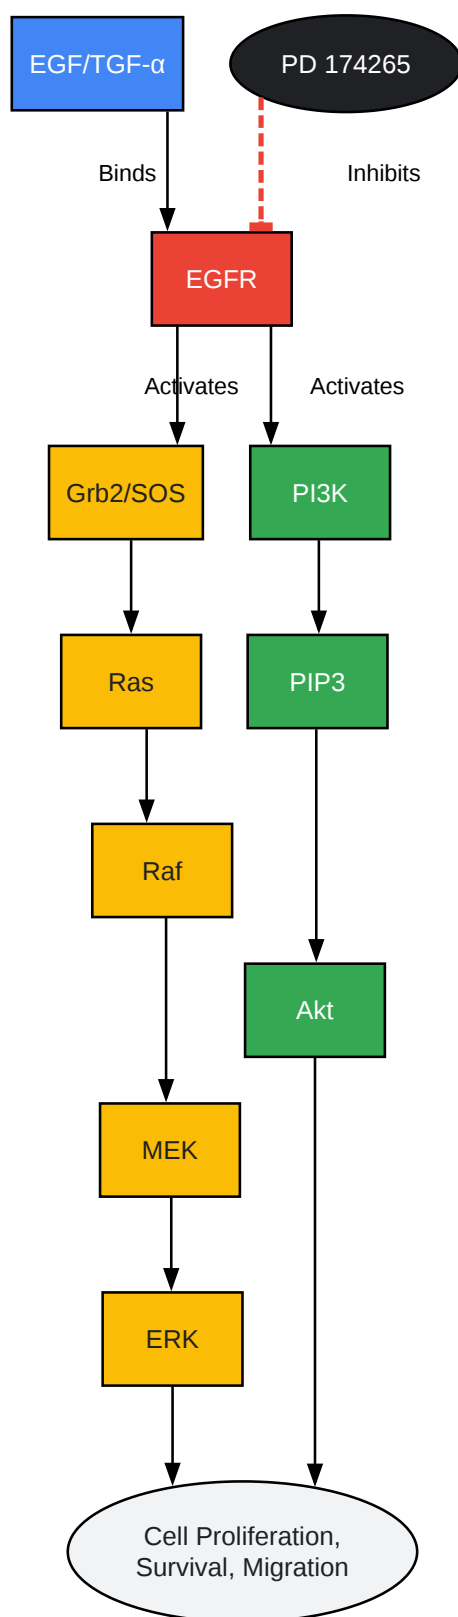 EGF/TGF-α
PD 174265
Binds
Inhibits
EGFR
Activates
Activates
Grb2/SOS
PI3K
Ras
PIP3
Raf
Akt
MEK
ERK
Cell Proliferation,
Survival, Migration